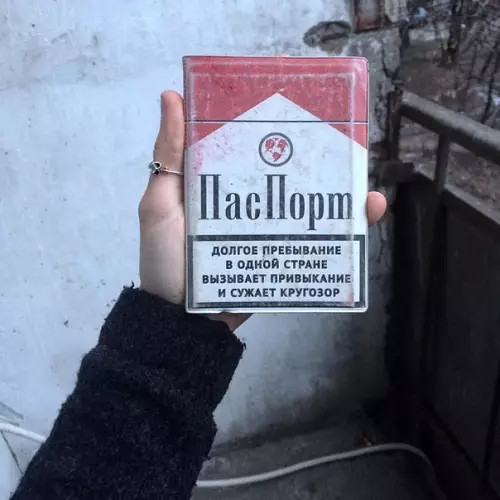 ПасПорт
ДОЛГОЕ ПРЕБЫВАНИЕ
В ОДНОЙ СТРАНЕ
ВЫЗЫВАЕТ ПРИВЫКАНИЕ
И СУЖАЕТ КРУГОЗОР